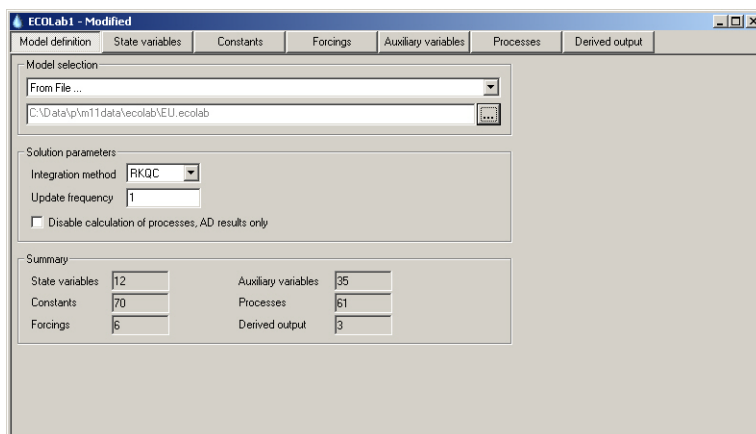 ECOLab1 - Modified
Model definition State variables Constants Forcings Auxiliary variables Processes Derived output
Model selection
From File ...
C:\Data\p\m11data\ecolab\EU.ecolab ...
Solution parameters
Integration method RKQC
Update frequency 1
Disable calculation of processes, AD results only
Summary
State variables 12 Auxiliary variables 35
Constants 70 Processes 61
Forcings 6 Derived output 3